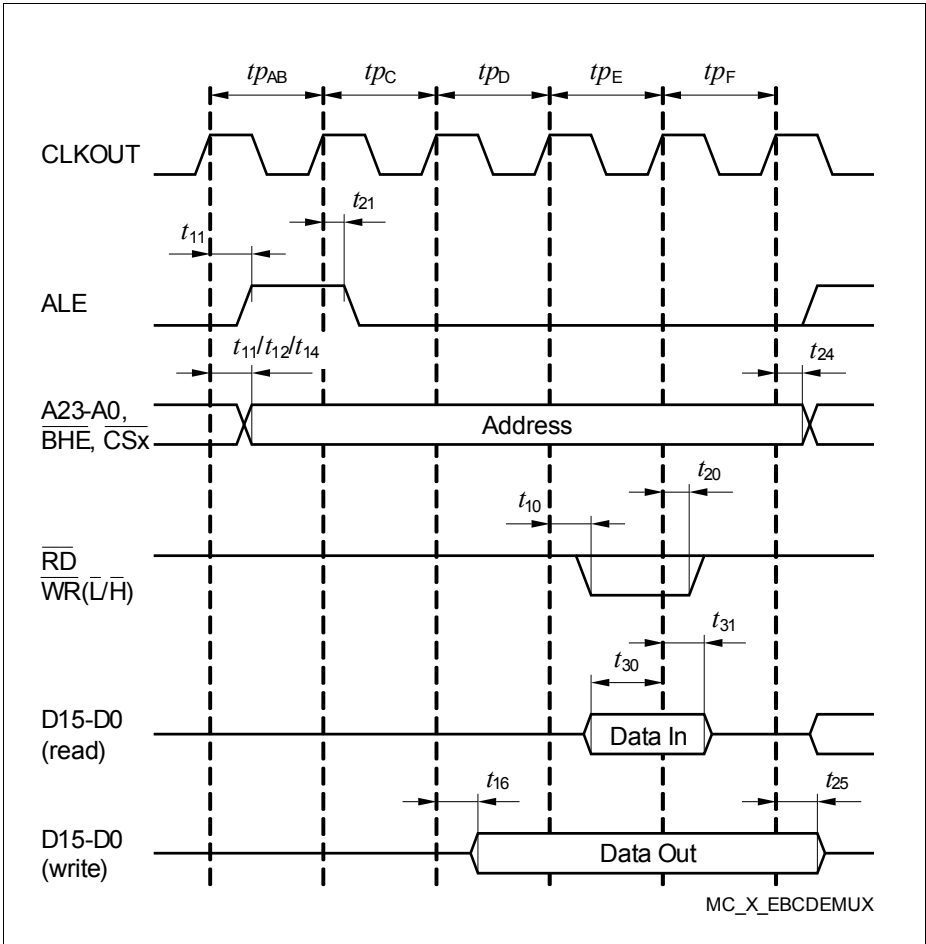 tpAB tpC tpD tpE tpF
CLKOUT
t21
t11
ALE
t11/t12/t14
t24
A23-A0,
BHE, CSx
Address
t20
t10
RD
WR(L/H)
t31
t30
D15-D0
(read)
Data In
t16
t25
D15-D0
(write)
Data Out
MC_X_EBCDEMUX